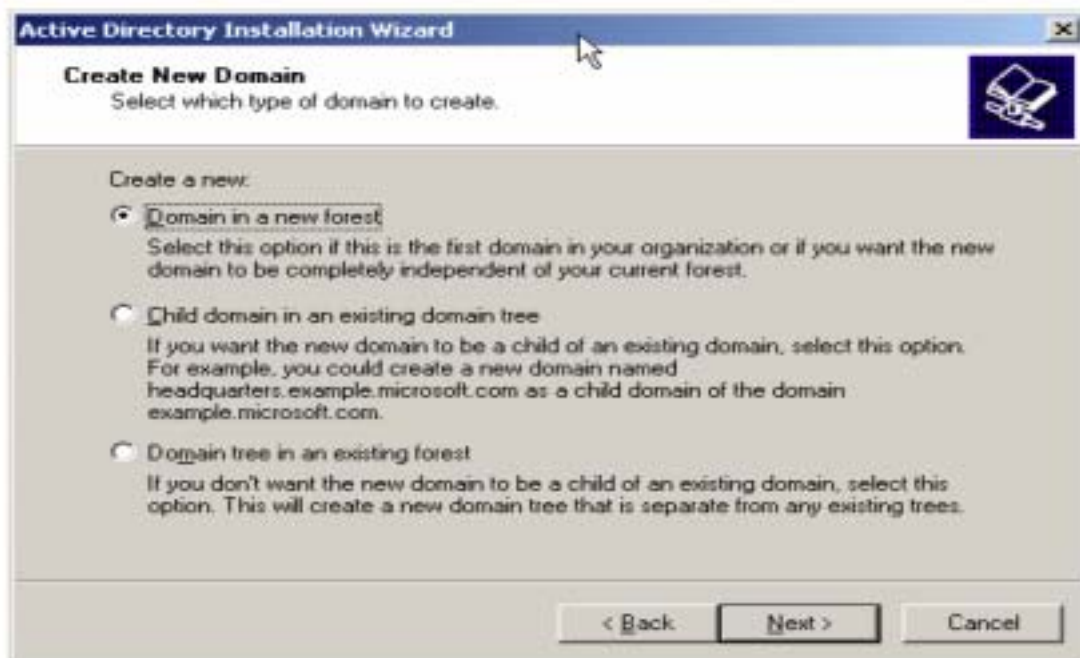 Active Directory Installation Wizard
Create New Domain
Select which type of domain to create.
Create a new:
Domain in a new forest
Select this option if this is the first domain in your organization or if you want the new
domain to be completely independent of your current forest.
Child domain in an existing domain tree
If you want the new domain to be a child of an existing domain, select this option.
For example, you could create a new domain named
headquarters.example.microsoft.com as a child domain of the domain
example.microsoft.com.
Domain tree in an existing forest
If you don't want the new domain to be a child of an existing domain, select this
option. This will create a new domain tree that is separate from any existing trees.
< Back
Next >
Cancel